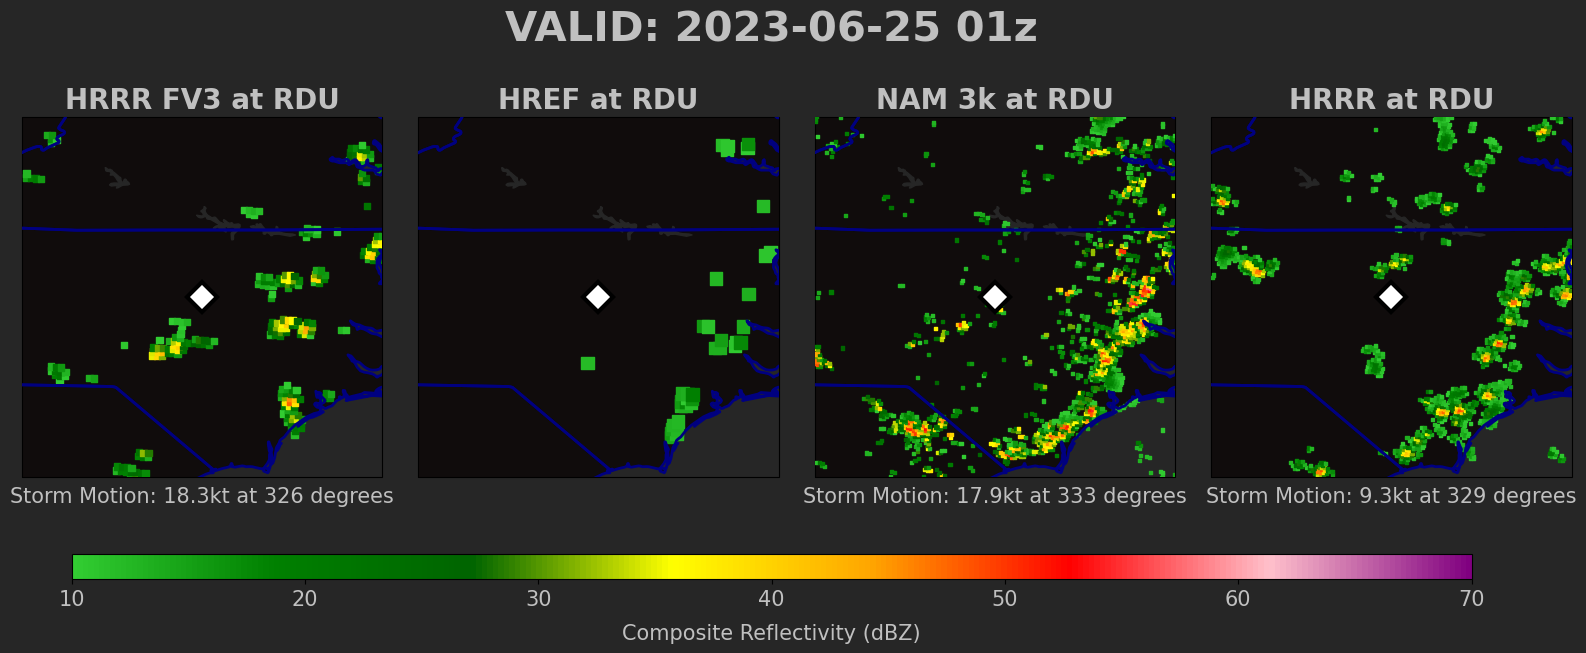 VALID: 2023-06-25 01z
HRRR FV3 at RDU
HREF at RDU
NAM 3k at RDU
HRRR at RDU
Storm Motion: 18.3kt at 326 degrees
Storm Motion: 17.9kt at 333 degrees
Storm Motion: 9.3kt at 329 degrees
10 20 30 40 50 60 70
Composite Reflectivity (dBZ)